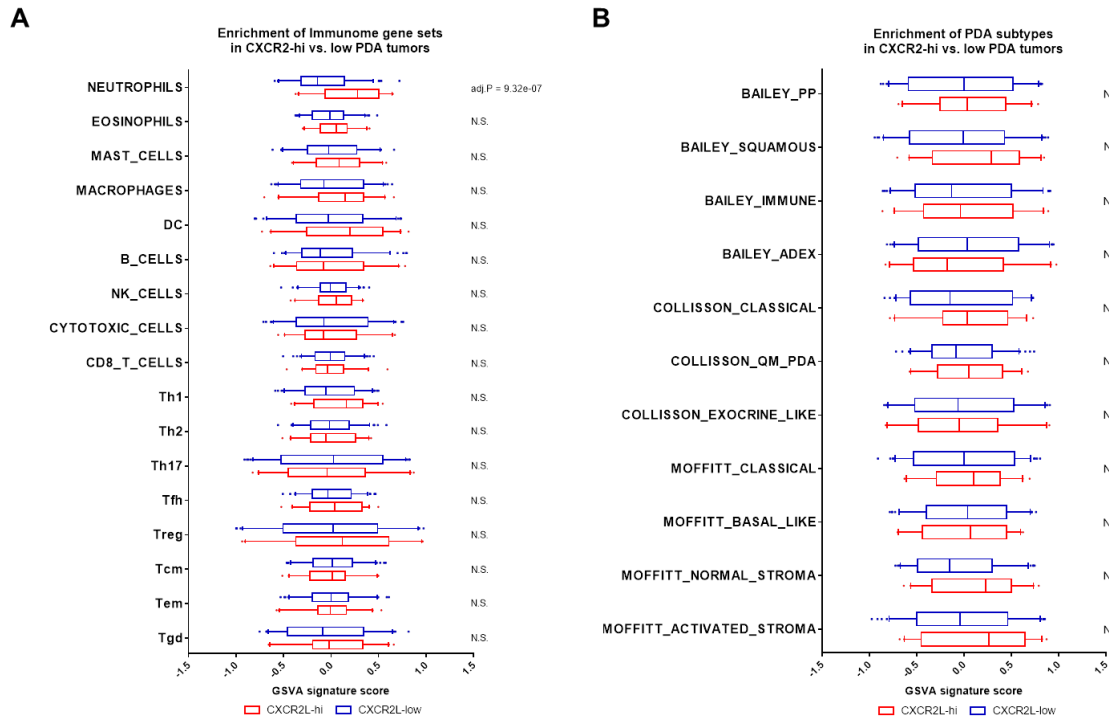 A
Enrichment of Immunome gene sets
in CXCR2-hi vs. low PDA tumors
NEUTROPHILS
adj.P = 9.32e-07
EOSINOPHILS
N.S.
MAST_CELLS
N.S.
MACROPHAGES
N.S.
DC
N.S.
B_CELLS
N.S.
NK_CELLS
N.S.
CYTOTOXIC_CELLS
N.S.
CD8_T_CELLS
N.S.
Th1
N.S.
Th2
N.S.
Th17
N.S.
Tfh
N.S.
Treg
N.S.
Tcm
N.S.
Tem
N.S.
Tgd
N.S.
-1.5 -1.0 -0.5 0.0 0.5 1.0 1.5
GSVA signature score
CXCR2L-hi CXCR2L-low
B
Enrichment of PDA subtypes
in CXCR2-hi vs. low PDA tumors
BAILEY_PP
N
BAILEY_SQUAMOUS
N
BAILEY_IMMUNE
N
BAILEY_ADEX
N
COLLISSON_CLASSICAL
N
COLLISSON_QM_PDA
N
COLLISSON_EXOCRINE_LIKE
N
MOFFITT_CLASSICAL
N
MOFFITT_BASAL_LIKE
N
MOFFITT_NORMAL_STROMA
N
MOFFITT_ACTIVATED_STROMA
N
-1.5 -1.0 -0.5 0.0 0.5 1.0 1.5
GSVA signature score
CXCR2L-hi CXCR2L-low